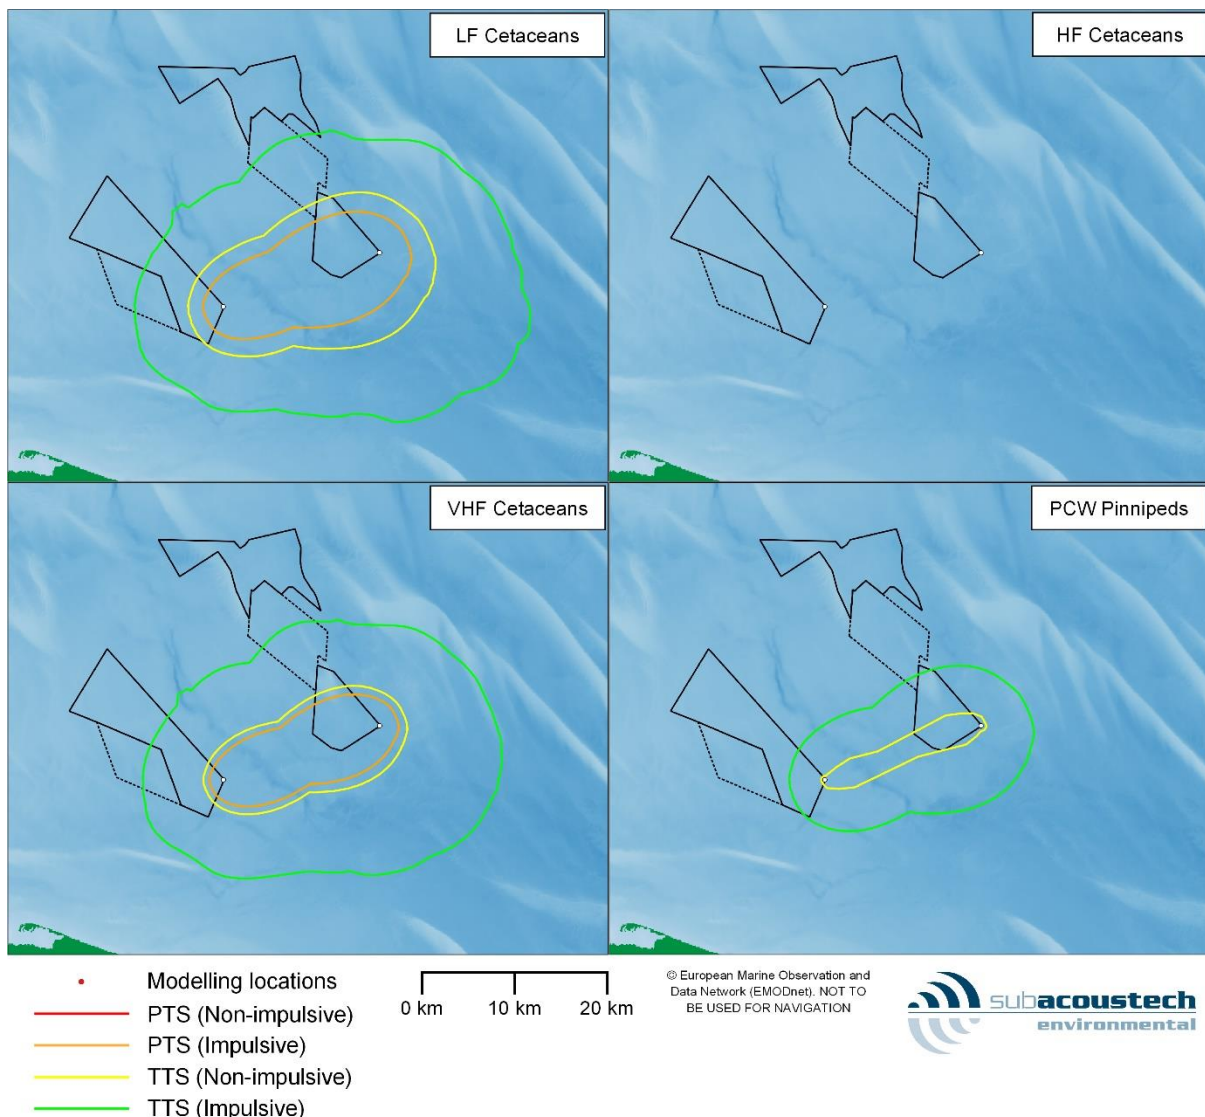 LF Cetaceans
HF Cetaceans
VHF Cetaceans
PCW Pinnipeds
Modelling locations
PTS (Non-impulsive)
PTS (Impulsive)
TTS (Non-impulsive)
TTS (Impulsive)
0 km 10 km 20 km
© European Marine Observation and
Data Network (EMODnet). NOT TO
BE USED FOR NAVIGATION
subacoustech
environmental